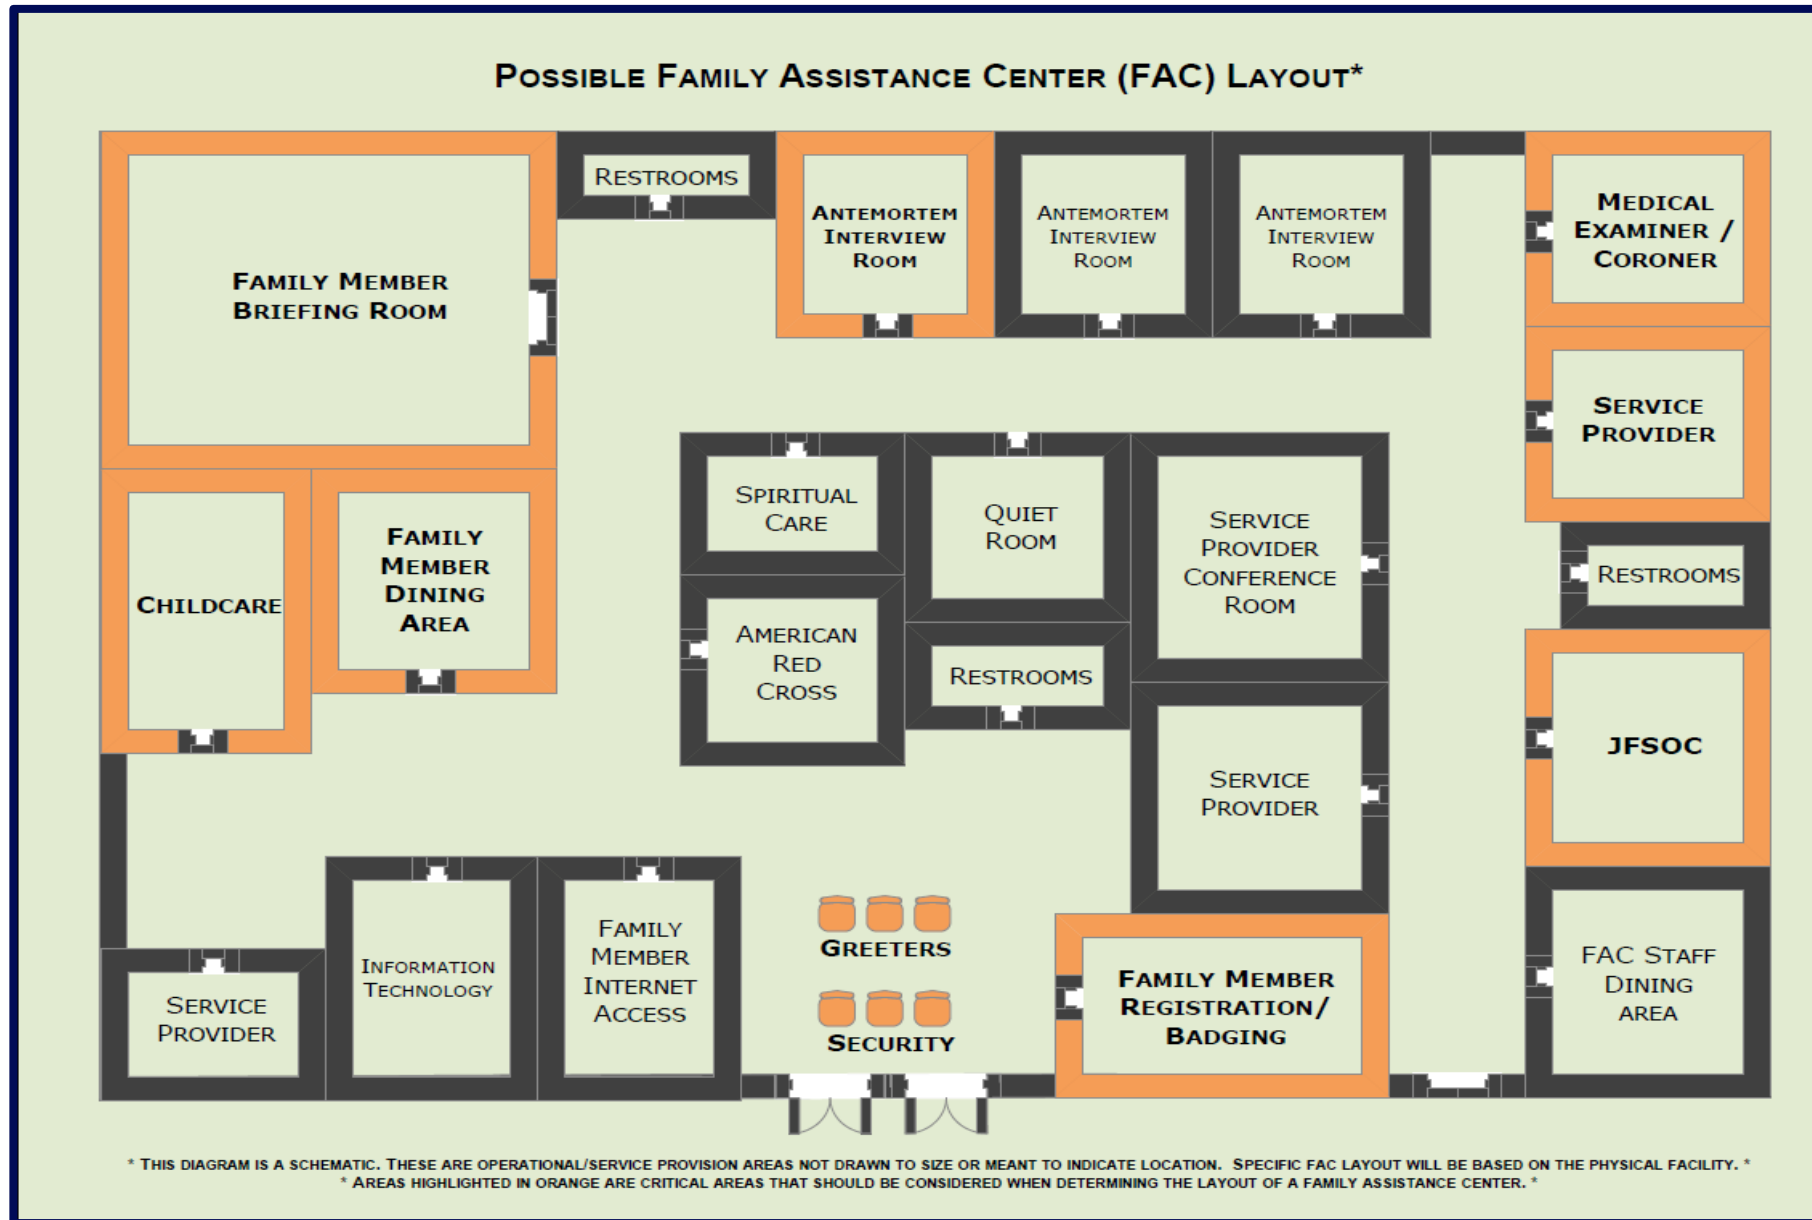 POSSIBLE FAMILY ASSISTANCE CENTER (FAC) LAYOUT*
RESTROOMS
FAMILY MEMBER
BRIEFING ROOM
ANTEMORTEM
INTERVIEW
ROOM
ANTEMORTEM
INTERVIEW
ROOM
ANTEMORTEM
INTERVIEW
ROOM
MEDICAL
EXAMINER /
CORONER
SERVICE
PROVIDER
CHILDCARE
FAMILY
MEMBER
DINING
AREA
SPIRITUAL
CARE
QUIET
ROOM
SERVICE
PROVIDER
CONFERENCE
ROOM
RESTROOMS
AMERICAN
RED
CROSS
RESTROOMS
SERVICE
PROVIDER
JFSOC
SERVICE
PROVIDER
INFORMATION
TECHNOLOGY
FAMILY
MEMBER
INTERNET
ACCESS
GREETERS
SECURITY
FAMILY MEMBER
REGISTRATION/
BADGING
FAC STAFF
DINING
AREA
* THIS DIAGRAM IS A SCHEMATIC. THESE ARE OPERATIONAL/SERVICE PROVISION AREAS NOT DRAWN TO SIZE OR MEANT TO INDICATE LOCATION. SPECIFIC FAC LAYOUT WILL BE BASED ON THE PHYSICAL FACILITY. *
* AREAS HIGHLIGHTED IN ORANGE ARE CRITICAL AREAS THAT SHOULD BE CONSIDERED WHEN DETERMINING THE LAYOUT OF A FAMILY ASSISTANCE CENTER. *